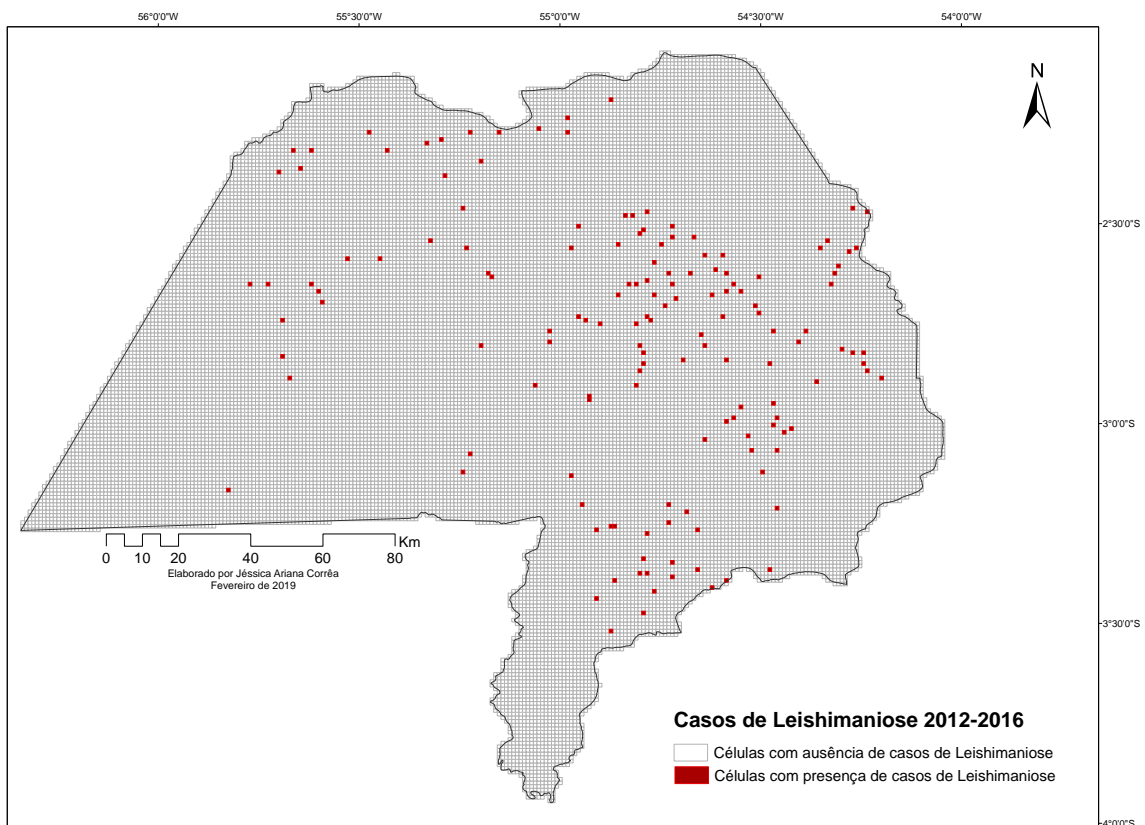 56°0'0"W 55°30'0"W 55°0'0"W 54°30'0"W 54°0'0"W
N
2°30'0"S
3°0'0"S
Km
0 10 20 40 60 80
Elaborado por Jéssica Ariana Corrêa
Fevereiro de 2019
3°30'0"S
Casos de Leishimaniose 2012-2016
Células com ausência de casos de Leishimaniose
Células com presença de casos de Leishimaniose
4°0'0"S